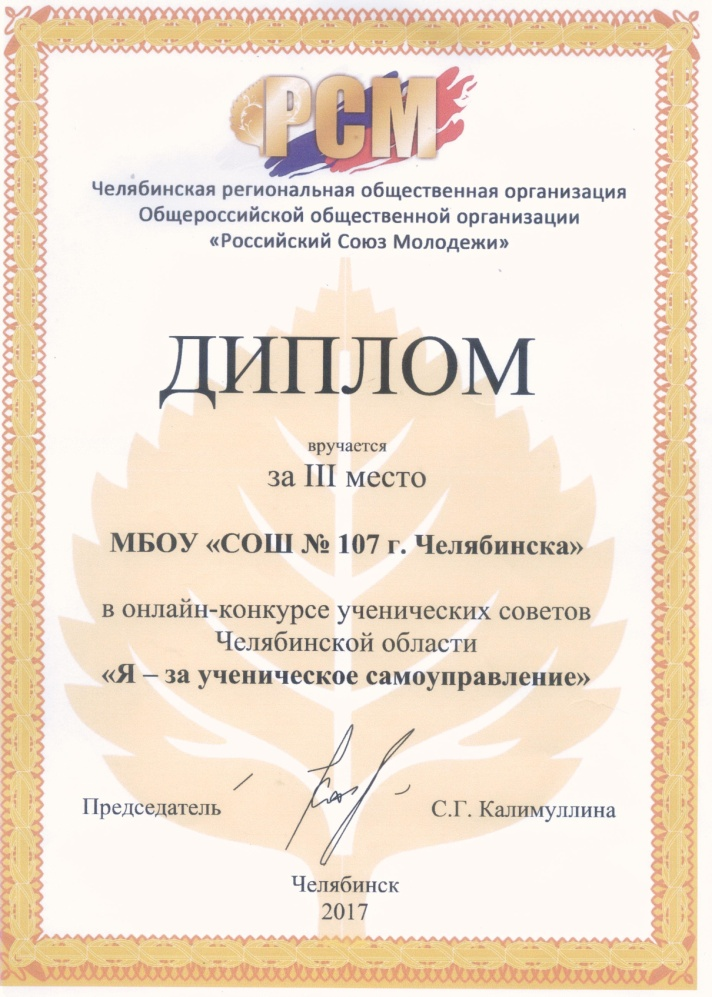 РСМ
Челябинская региональная общественная организация
Общероссийской общественной организации
«Российский Союз Молодежи»
ДИПЛОМ
вручается
за III место
МБОУ «СОШ № 107 г. Челябинска»
в онлайн-конкурсе ученических советов
Челябинской области
«Я – за ученическое самоуправление»
Председатель
С.Г. Калимуллина
Челябинск
2017